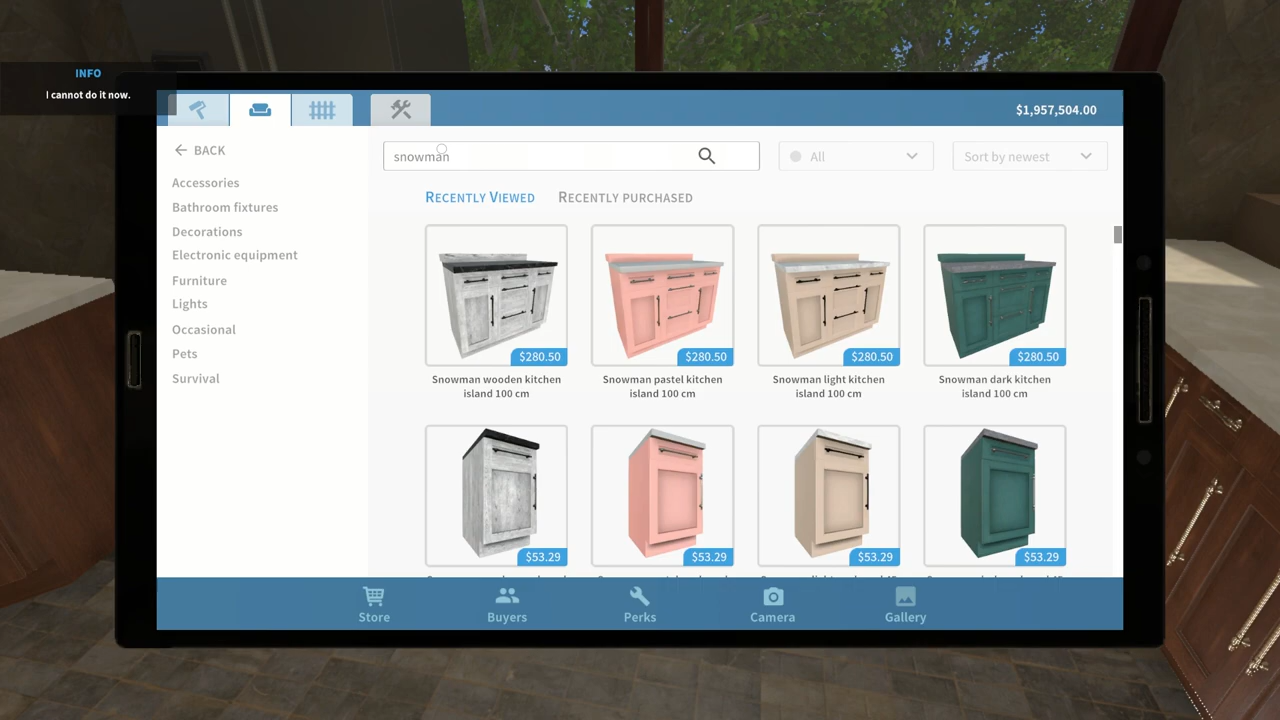 INFO
I cannot do it now.
$1,957,504.00
BACK
snowman
All
Sort by newest
Accessories
Bathroom fixtures
Decorations
Electronic equipment
Furniture
Lights
Occasional
Pets
Survival
RECENTLY VIEWED
RECENTLY PURCHASED
$280.50
$280.50
$280.50
$280.50
Snowman wooden kitchen
island 100 cm
Snowman pastel kitchen
island 100 cm
Snowman light kitchen
island 100 cm
Snowman dark kitchen
island 100 cm
$53.29
$53.29
$53.29
$53.29
Store
Buyers
Perks
Camera
Gallery